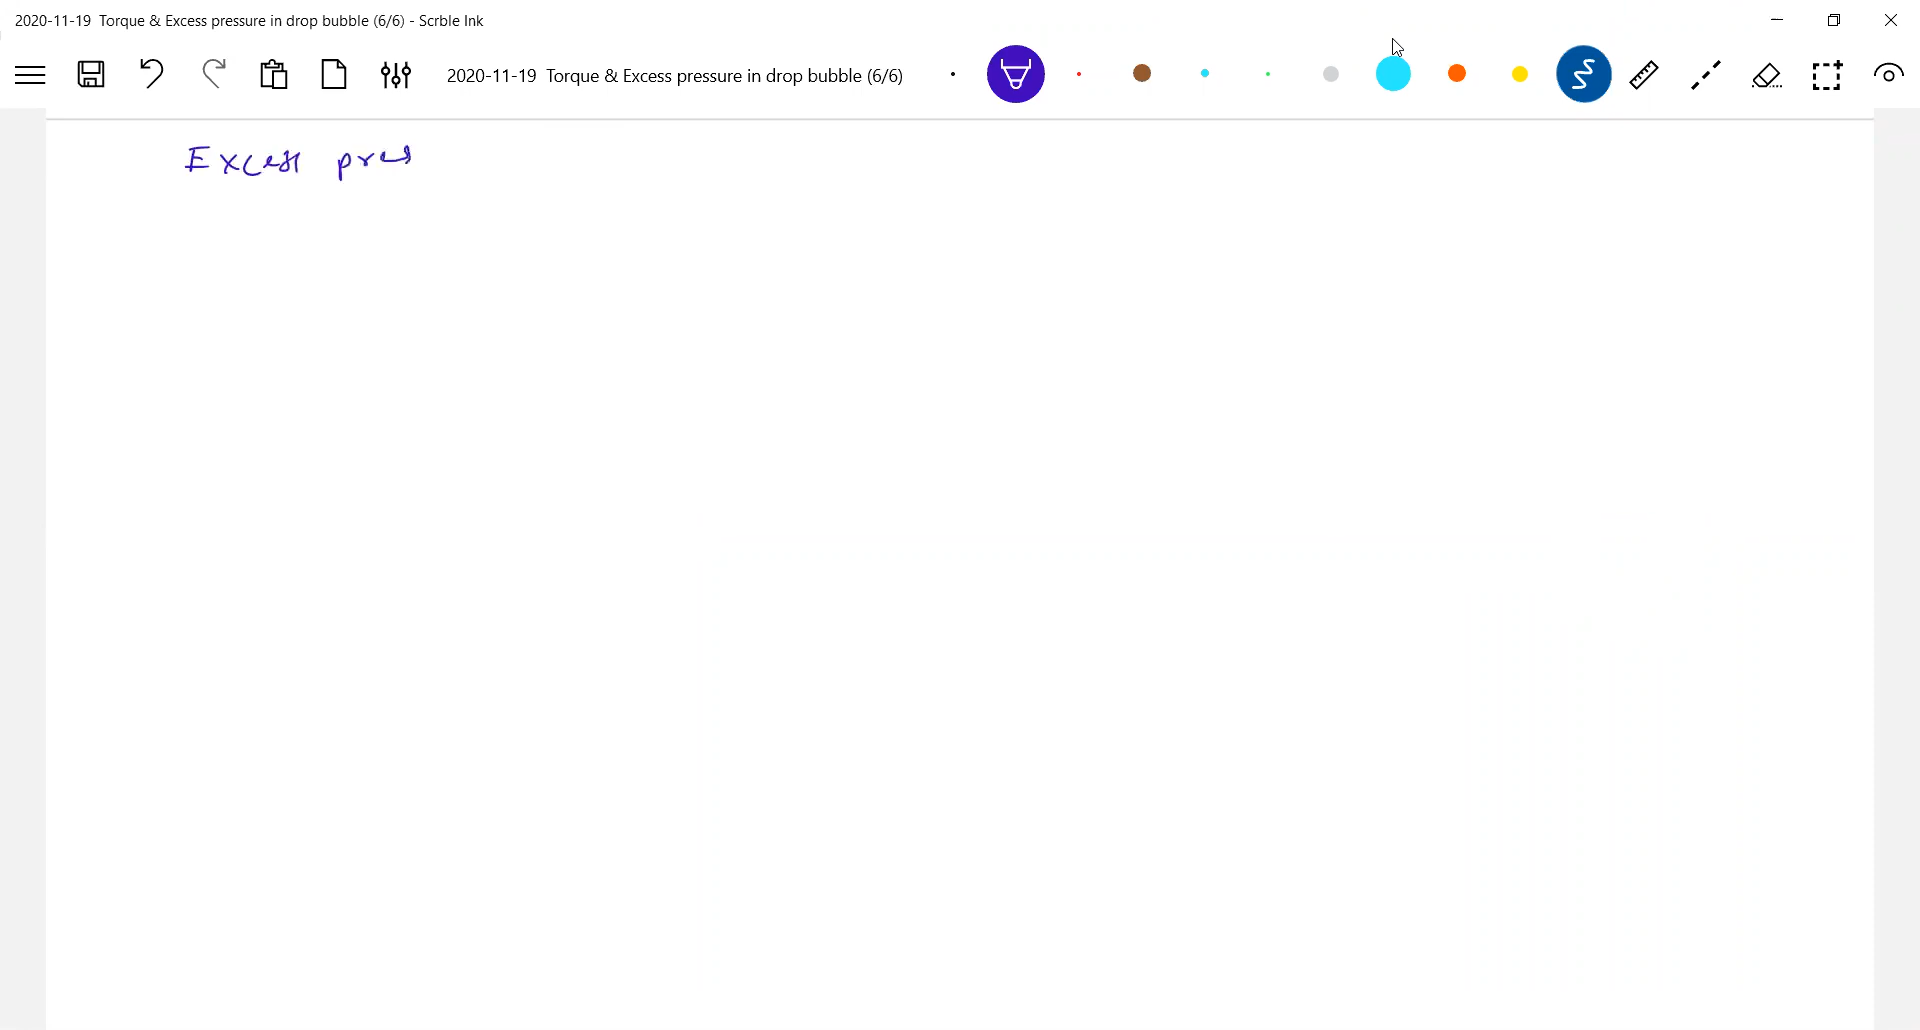 2020-11-19 Torque & Excess pressure in drop bubble (6/6) - Scrble Ink
2020-11-19 Torque & Excess pressure in drop bubble (6/6)
Excess pres